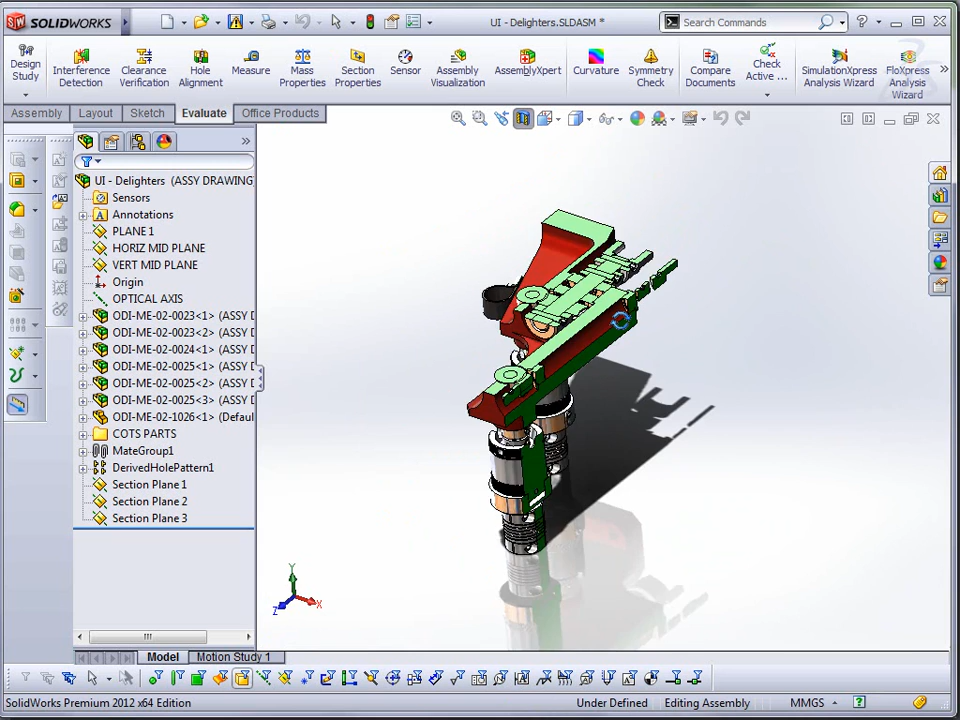 SW SOLIDWORKS
UI - Delighters.SLDASM *
Search Commands
Design Study
Interference Detection
Clearance Verification
Hole Alignment
Measure
Mass Properties
Section Properties
Sensor
Assembly Visualization
AssemblyXpert
Curvature
Symmetry Check
Compare Documents
Check Active ...
SimulationXpress Analysis Wizard
FloXpress Analysis Wizard
Assembly
Layout
Sketch
Evaluate
Office Products
UI - Delighters (ASSY DRAWING
Sensors
Annotations
PLANE 1
HORIZ MID PLANE
VERT MID PLANE
Origin
OPTICAL AXIS
ODI-ME-02-0023<1> (ASSY D
ODI-ME-02-0023<2> (ASSY D
ODI-ME-02-0024<1> (ASSY D
ODI-ME-02-0025<1> (ASSY D
ODI-ME-02-0025<2> (ASSY D
ODI-ME-02-0025<3> (ASSY D
ODI-ME-02-1026<1> (Defaul
COTS PARTS
MateGroup1
DerivedHolePattern1
Section Plane 1
Section Plane 2
Section Plane 3
Y
X
Z
Model
Motion Study 1
SolidWorks Premium 2012 x64 Edition
Under Defined
Editing Assembly
MMGS